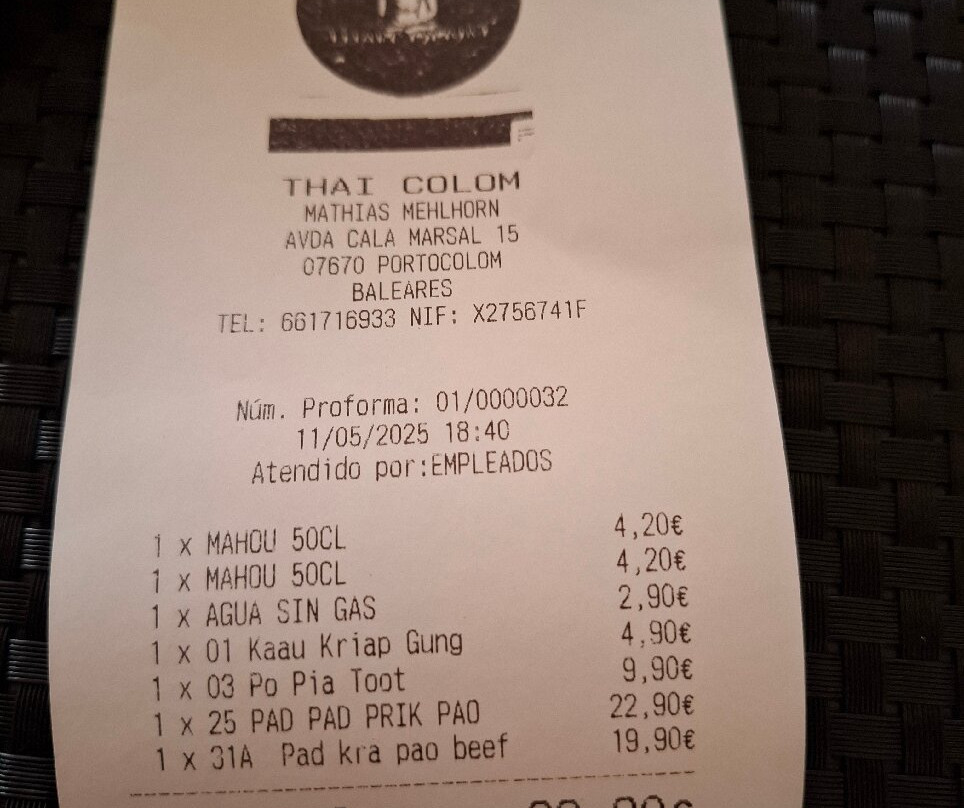 THAI COLOM
MATHIAS MEHLHORN
AVDA CALA MARSAL 15
07670 PORTOCOLOM
BALEARES
TEL: 661716933 NIF: X2756741F
Núm. Proforma: 01/0000032
11/05/2025 18:40
Atendido por:EMPLEADOS
1 x MAHOU 50CL 4,20€
1 x MAHOU 50CL 4,20€
1 x AGUA SIN GAS 2,90€
1 x 01 Kaau Kriap Gung 4,90€
1 x 03 Po Pia Toot 9,90€
1 x 25 PAD PAD PRIK PAO 22,90€
1 x 31A Pad kra pao beef 19,90€